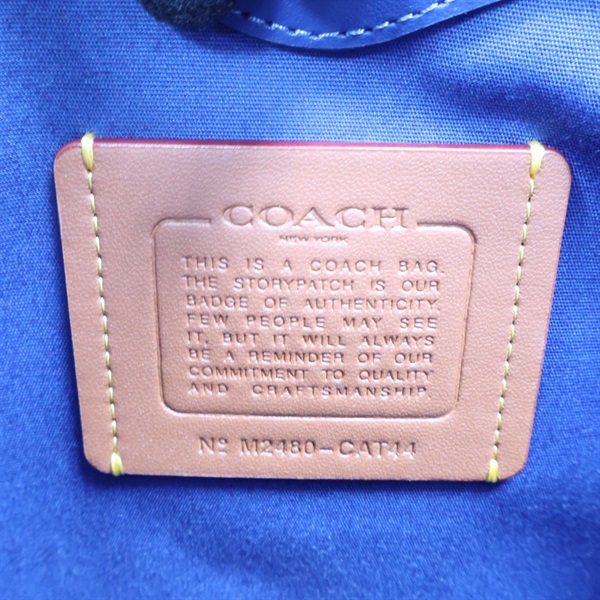 COACH
NEW YORK
THIS IS A COACH BAG.
THE STORYPATCH IS OUR
BADGE OF AUTHENTICITY.
FEW PEOPLE MAY SEE
IT, BUT IT WILL ALWAYS
BE A REMINDER OF OUR
COMMITMENT TO QUALITY
AND CRAFTSMANSHIP.
Nº M2480-CAT44